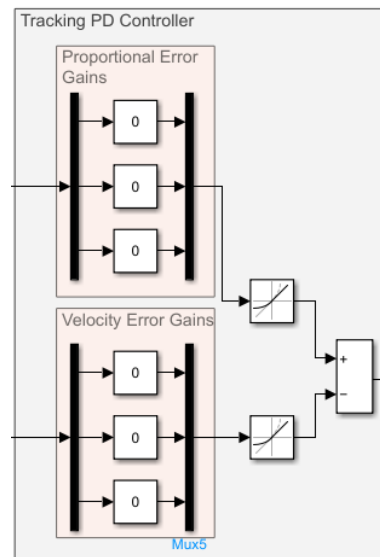 Tracking PD Controller
Proportional Error
Gains
0
0
0
Velocity Error Gains
+
0
−
0
0
Mux5